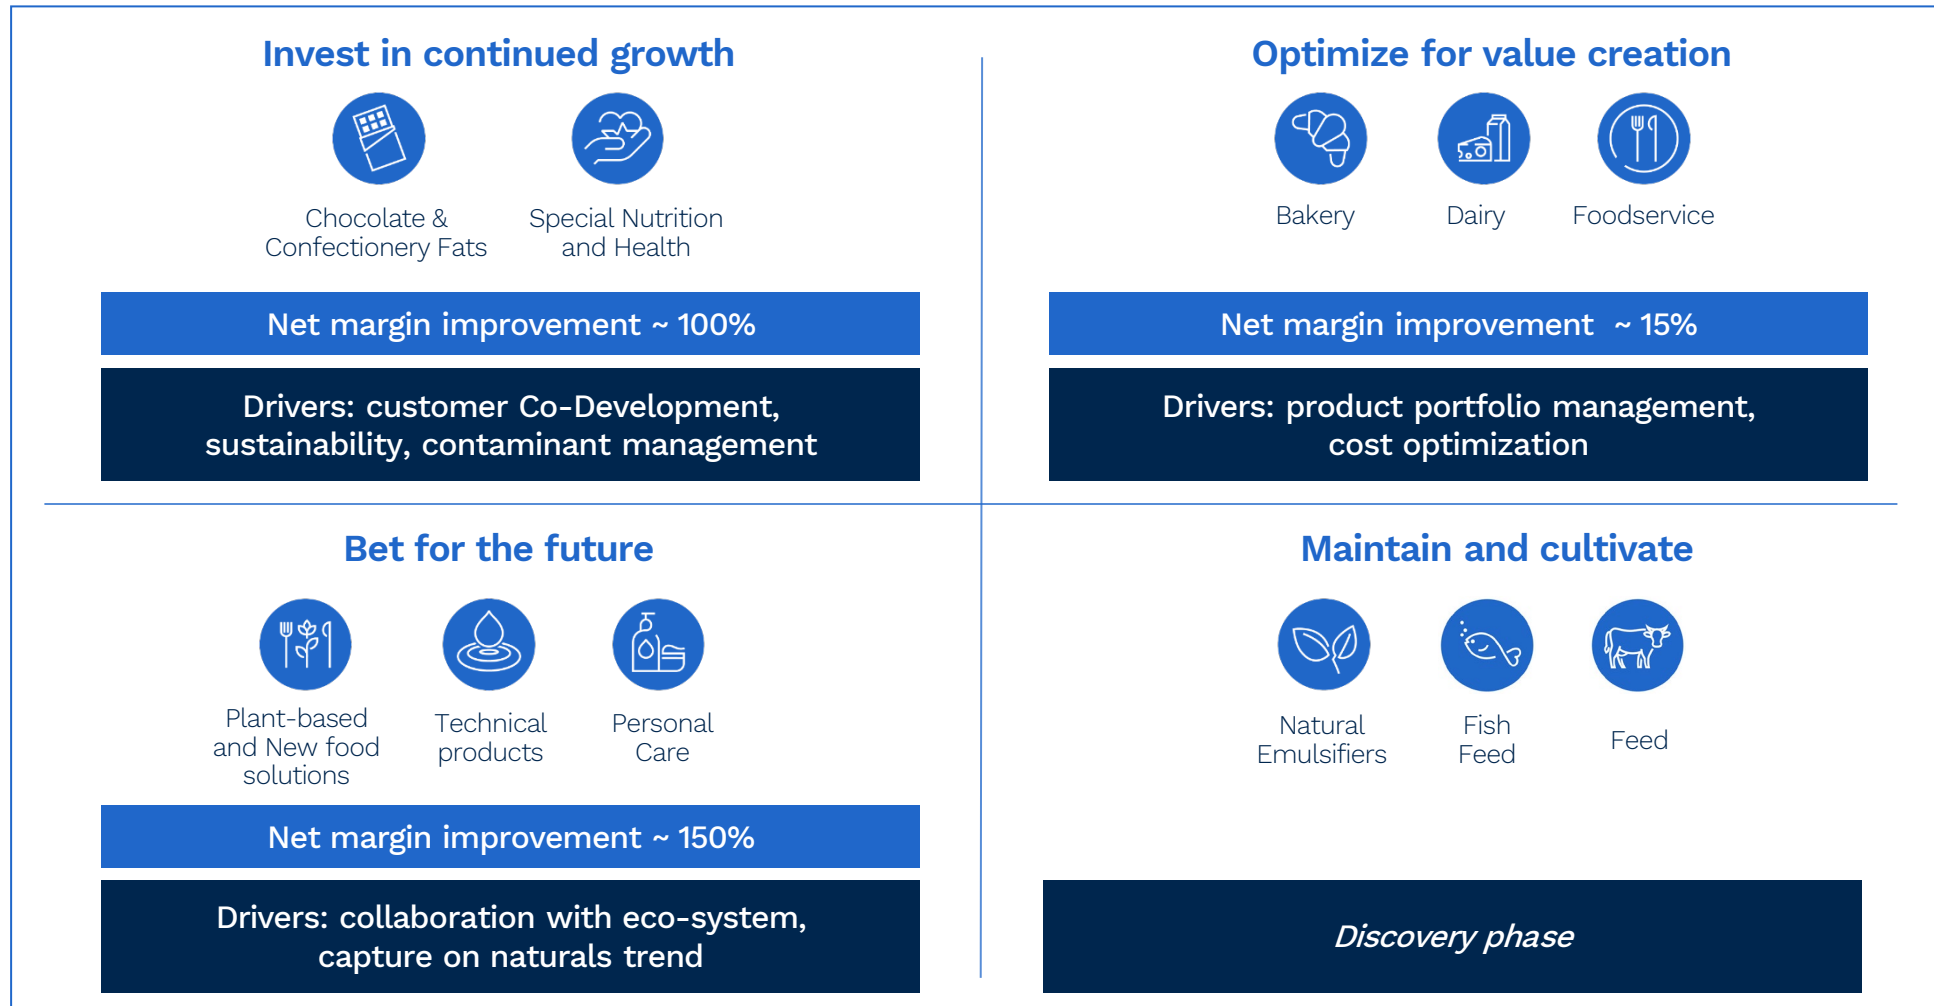 Invest in continued growth
Chocolate &
Confectionery Fats
Special Nutrition
and Health
Net margin improvement ~ 100%
Drivers: customer Co-Development,
sustainability, contaminant management
Optimize for value creation
Bakery
Dairy
Foodservice
Net margin improvement ~ 15%
Drivers: product portfolio management,
cost optimization
Bet for the future
Plant-based
and New food
solutions
Technical
products
Personal
Care
Net margin improvement ~ 150%
Drivers: collaboration with eco-system,
capture on naturals trend
Maintain and cultivate
Natural
Emulsifiers
Fish
Feed
Feed
Discovery phase